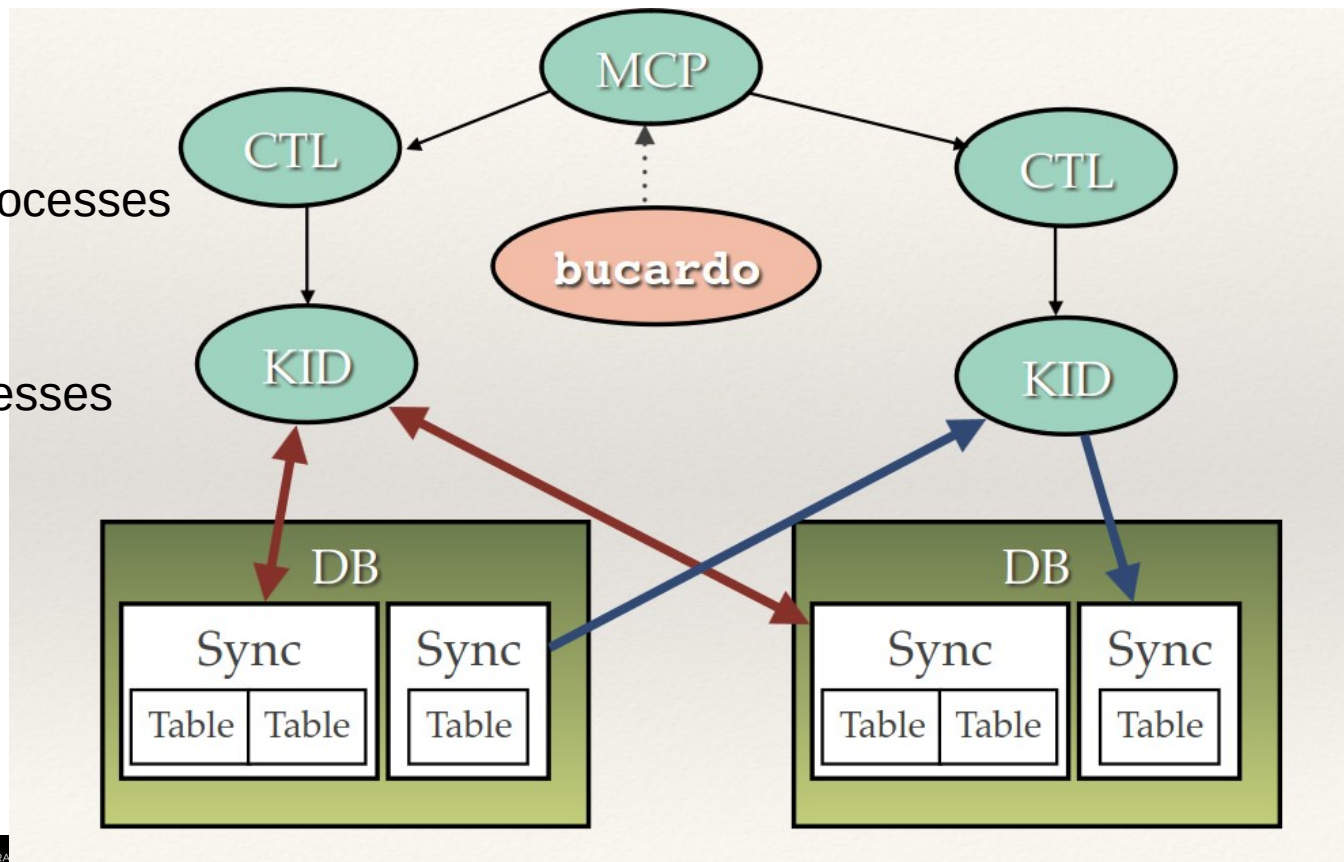 MCP
CTL
CTL
ocesses
bucardo
KID
KID
esses
DB
DB
Sync
Sync
Sync
Sync
Table Table
Table
Table Table
Table